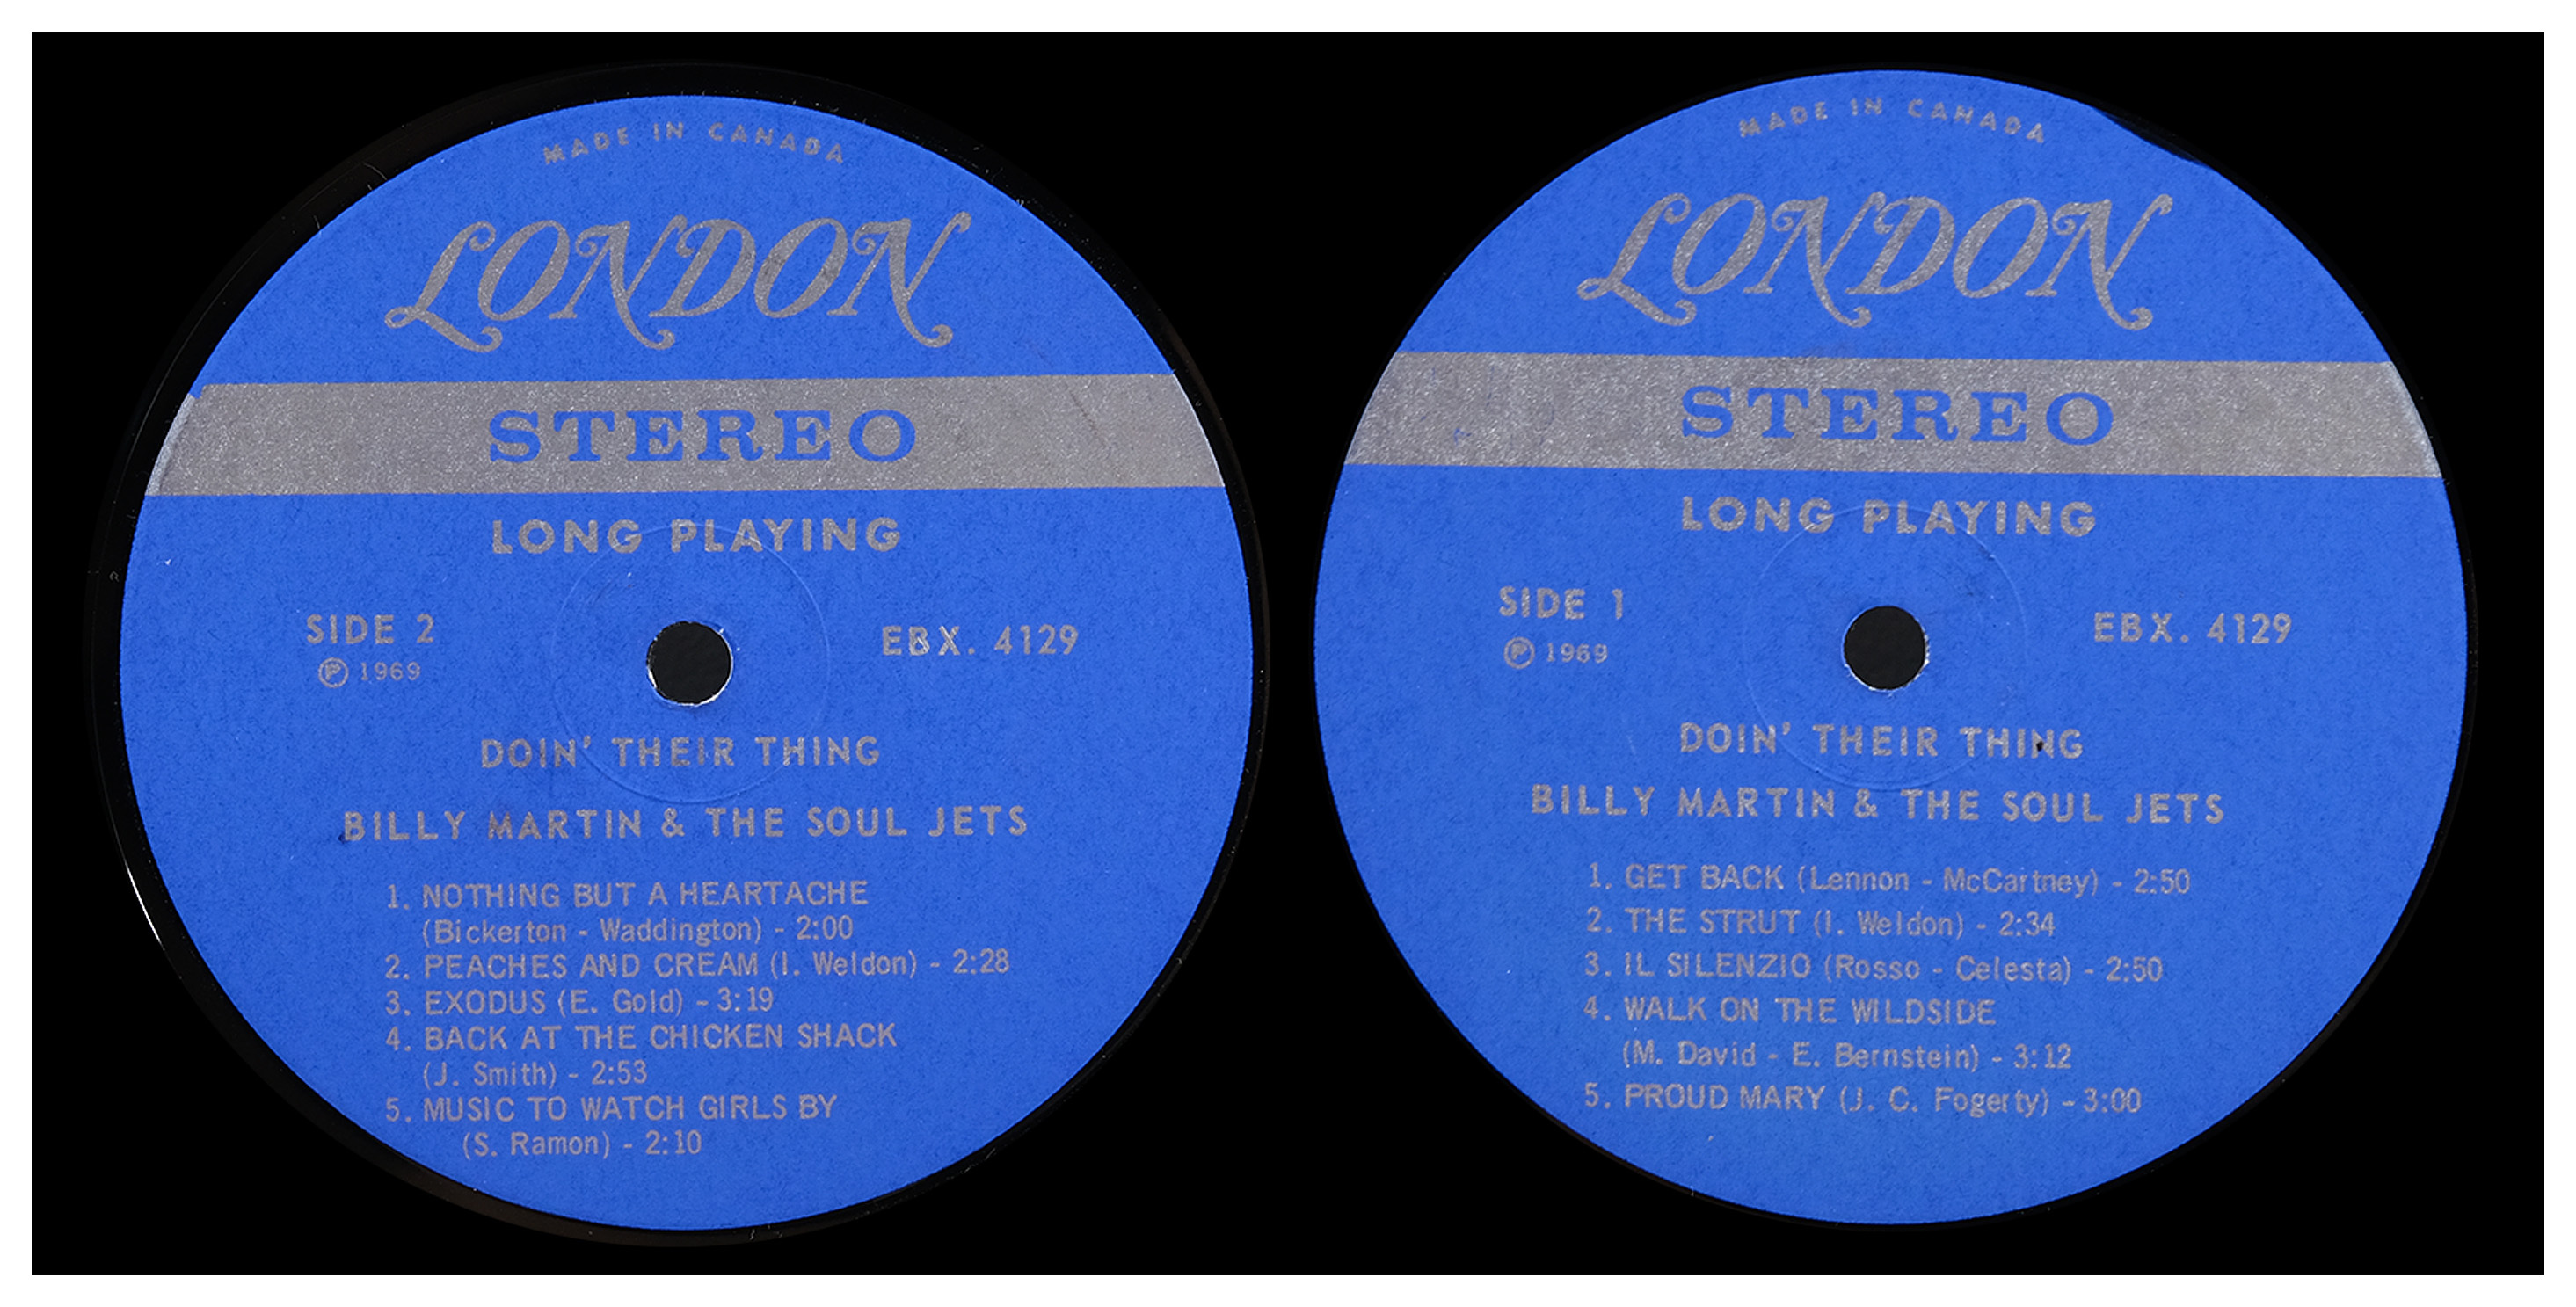 MADE IN CANADA
LONDON
STEREO
LONG PLAYING
SIDE 2
EBX. 4129
℗ 1969
DOIN' THEIR THING
BILLY MARTIN & THE SOUL JETS
1. NOTHING BUT A HEARTACHE
(Bickerton - Waddington) - 2:00
2. PEACHES AND CREAM (I. Weldon) - 2:28
3. EXODUS (E. Gold) - 3:19
4. BACK AT THE CHICKEN SHACK
(J. Smith) - 2:53
5. MUSIC TO WATCH GIRLS BY
(S. Ramon) - 2:10
MADE IN CANADA
LONDON
STEREO
LONG PLAYING
SIDE 1
EBX. 4129
℗ 1969
DOIN' THEIR THING
BILLY MARTIN & THE SOUL JETS
1. GET BACK (Lennon - McCartney) - 2:50
2. THE STRUT (I. Weldon) - 2:34
3. IL SILENZIO (Rosso - Celesta) - 2:50
4. WALK ON THE WILDSIDE
(M. David - E. Bernstein) - 3:12
5. PROUD MARY (J. C. Fogerty) - 3:00